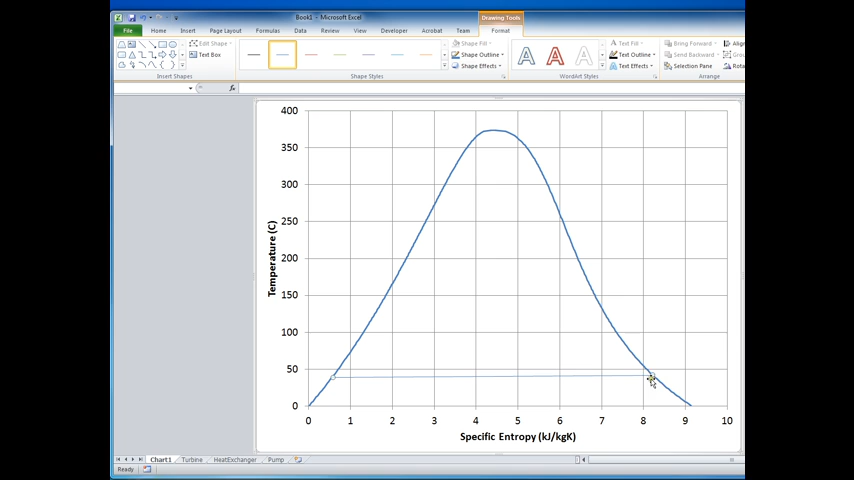 Book1 - Microsoft Excel
Drawing Tools
File Home Insert Page Layout Formulas Data Review View Developer Acrobat Team Format
Edit Shape
Text Box
Insert Shapes
Shape Fill
Shape Outline
Shape Effects
Shape Styles
A A A
Text Fill
Text Outline
Text Effects
WordArt Styles
Bring Forward
Send Backward
Selection Pane
Align
Rota
Arrange
fx
400
350
300
250
200
150
100
50
0
Temperature (C)
0 1 2 3 4 5 6 7 8 9 10
Specific Entropy (kJ/kgK)
Chart1 Turbine HeatExchanger Pump
Ready